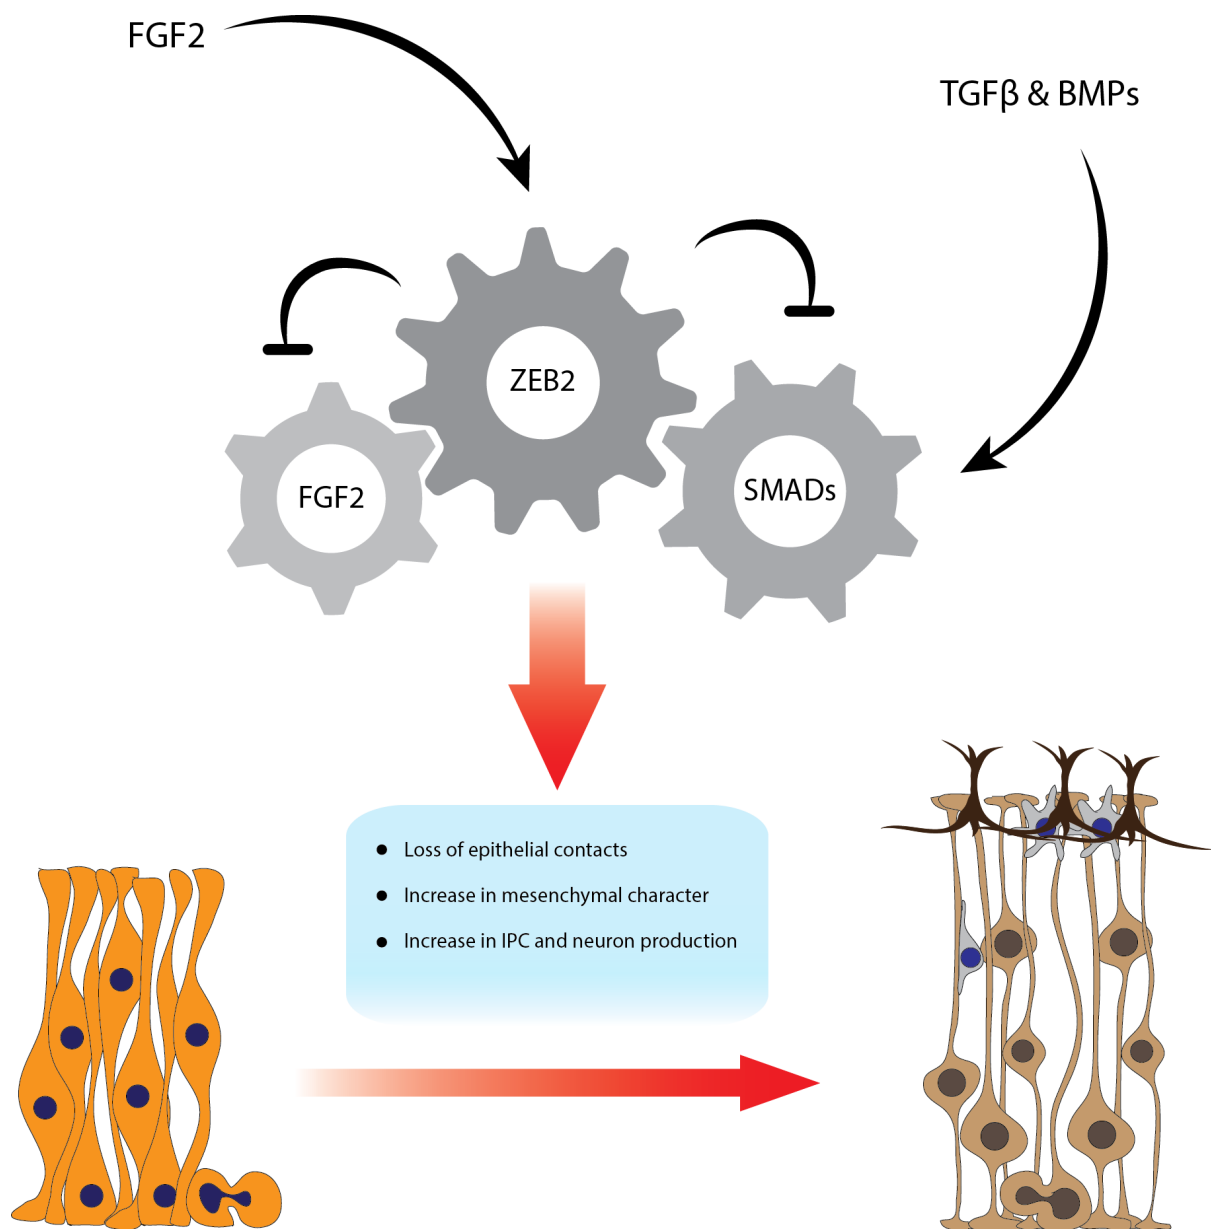 FGF2
TGFβ & BMPs
ZEB2
FGF2
SMADs
● Loss of epithelial contacts
● Increase in mesenchymal character
● Increase in IPC and neuron production